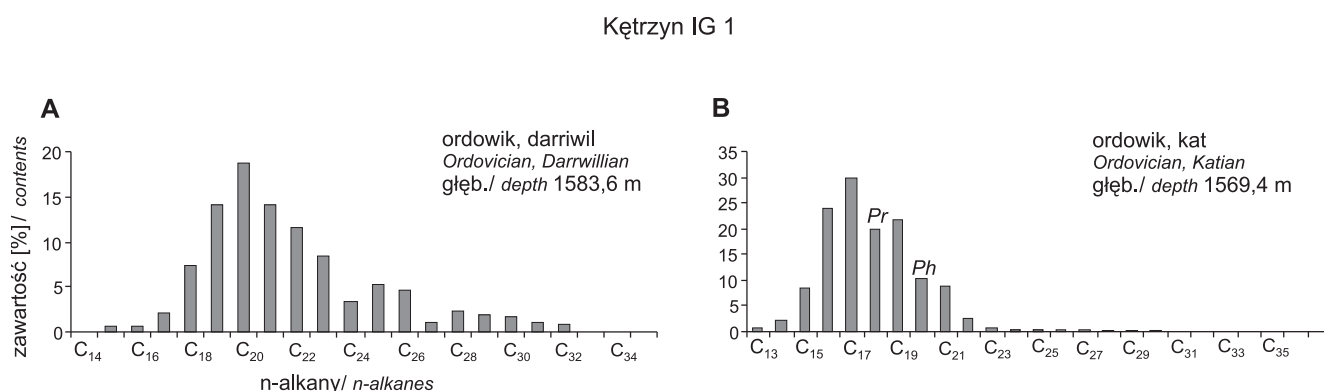 Kętrzyn IG 1
A
ordowik, darriwil
Ordovician, Darrwillian
głęb./ depth 1583,6 m
zawartość [%] / contents
20
15
10
5
0
C14 C16 C18 C20 C22 C24 C26 C28 C30 C32 C34
n-alkany/ n-alkanes
B
ordowik, kat
Ordovician, Katian
głęb./ depth 1569,4 m
35
30
25
20
15
10
5
0
Pr
Ph
C13 C15 C17 C19 C21 C23 C25 C27 C29 C31 C33 C35